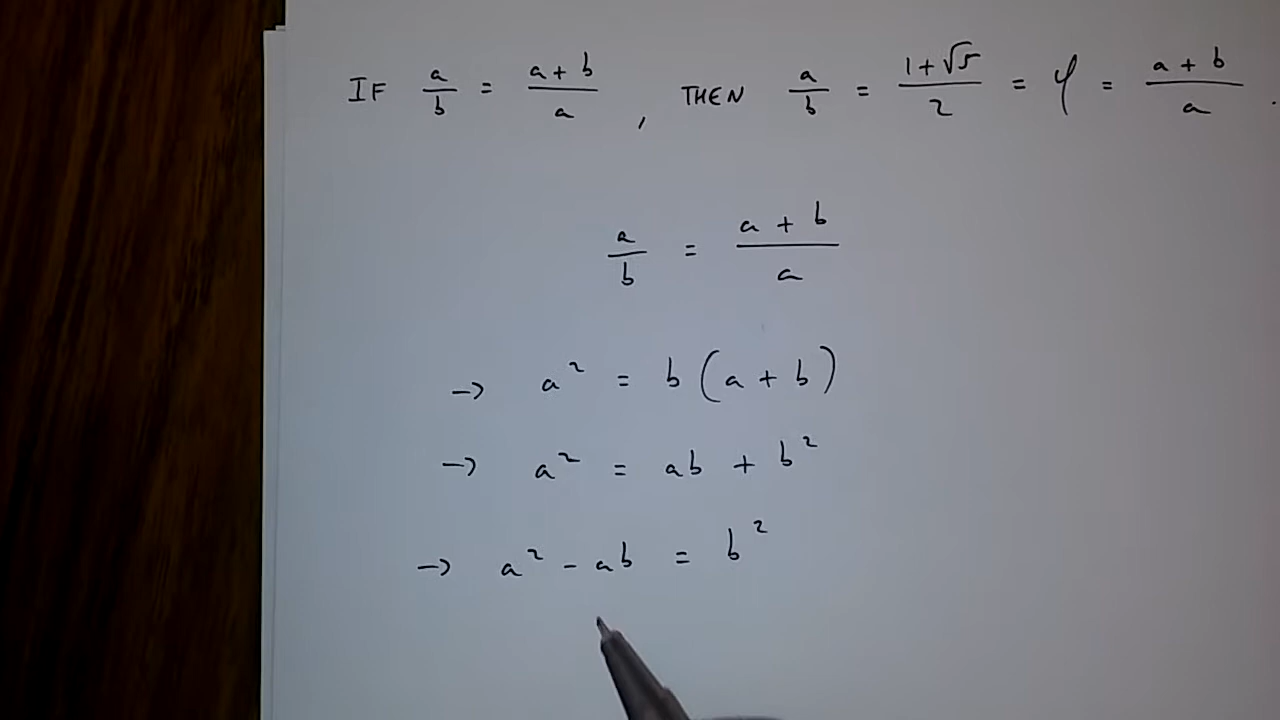 IF a/b = (a + b)/a , THEN a/b = (1 + √5)/2 = φ = (a + b)/a .
a/b = (a + b)/a
→ a² = b(a + b)
→ a² = ab + b²
→ a² - ab = b²